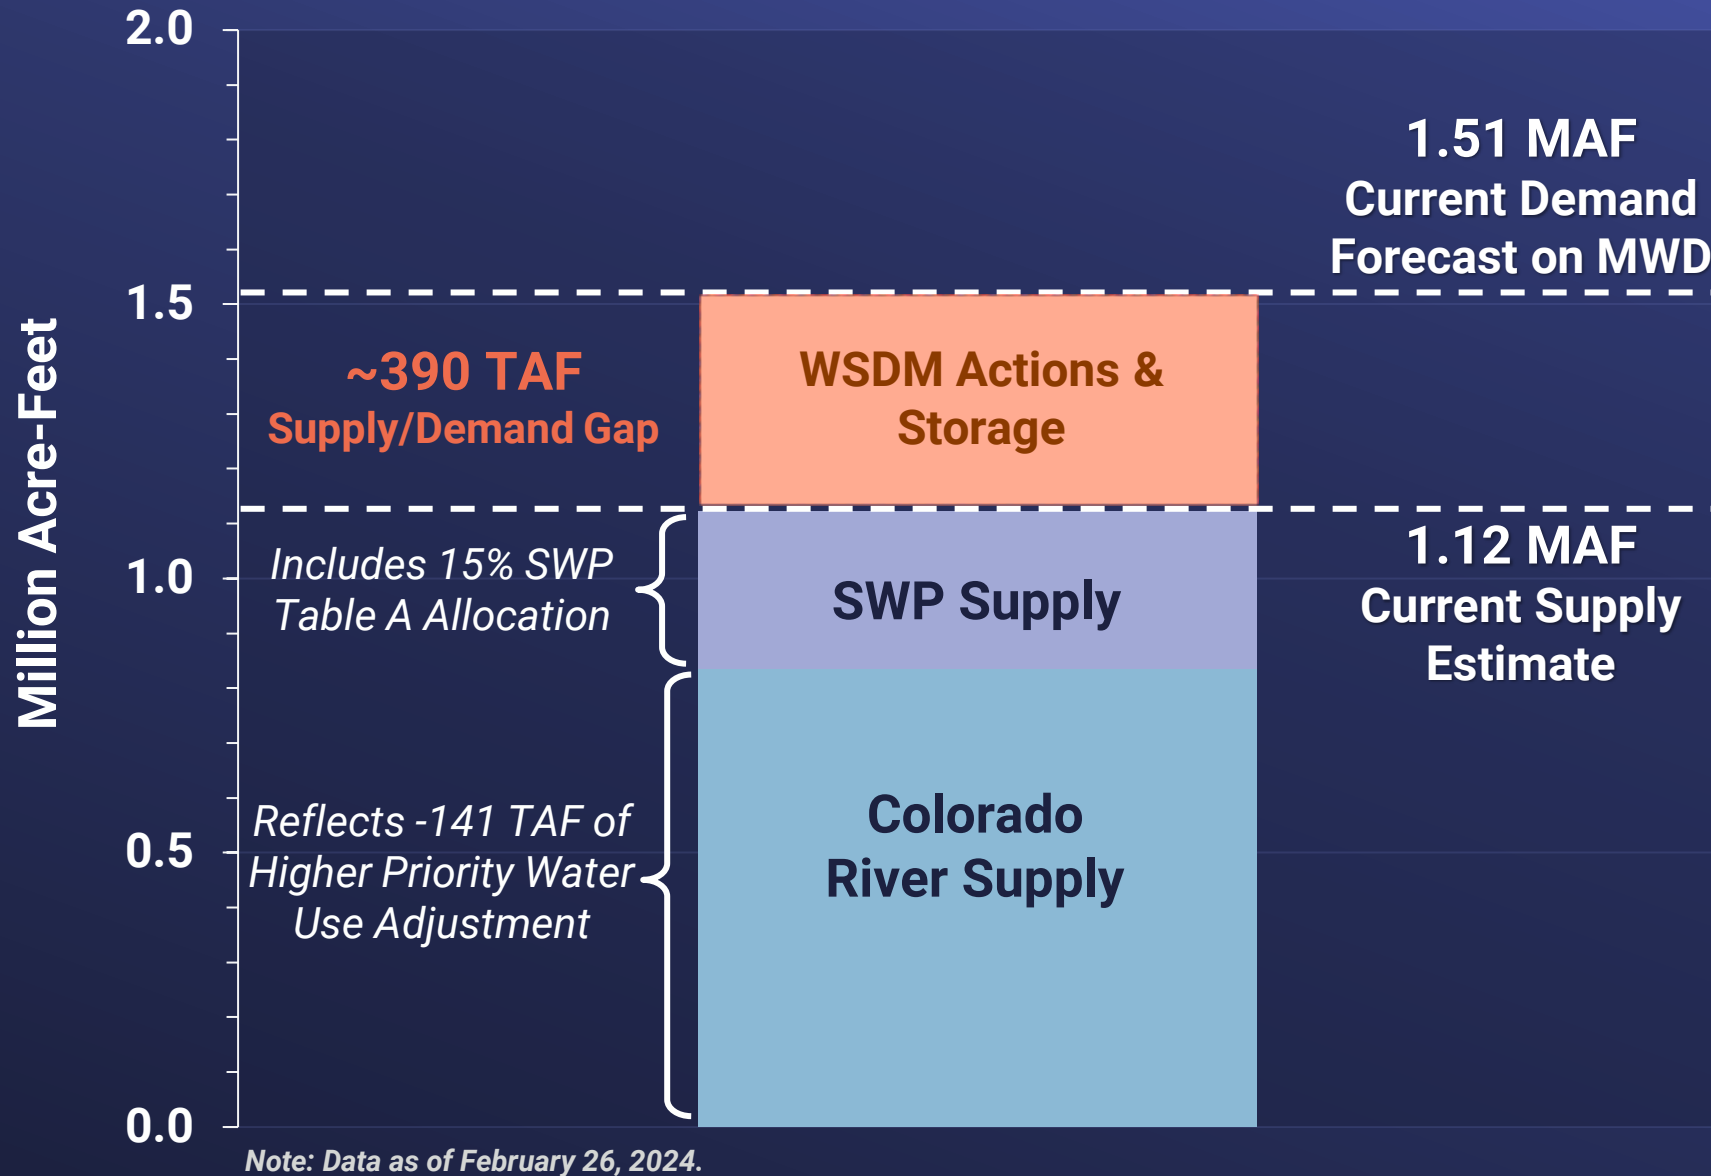 Million Acre-Feet
2.0
1.5
1.0
0.5
0.0
1.51 MAF
Current Demand
Forecast on MWD
~390 TAF
Supply/Demand Gap
WSDM Actions &
Storage
Includes 15% SWP
Table A Allocation
SWP Supply
1.12 MAF
Current Supply
Estimate
Reflects -141 TAF of
Higher Priority Water
Use Adjustment
Colorado
River Supply
Note: Data as of February 26, 2024.